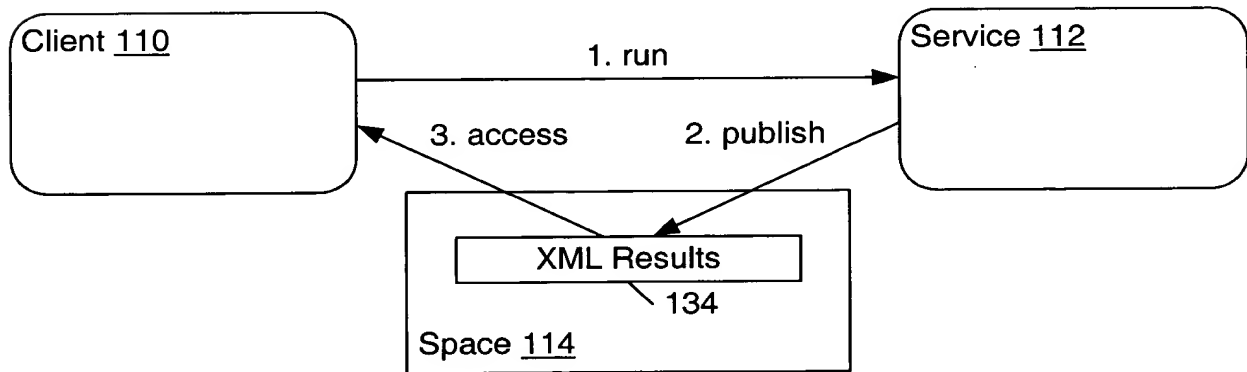 Client 110
Service 112
1. run
3. access
2. publish
XML Results
134
Space 114